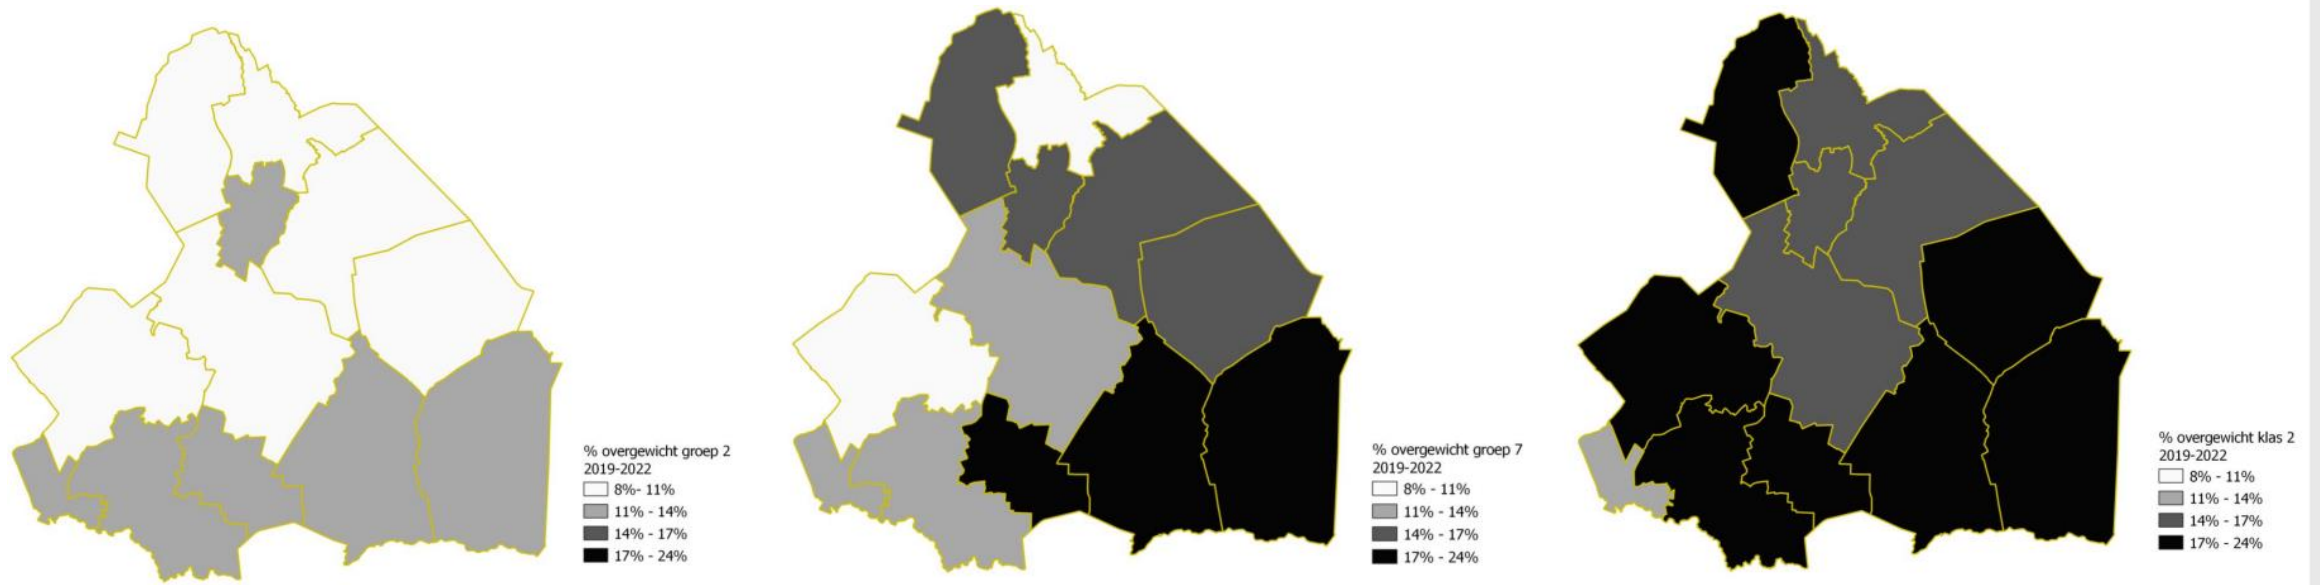 % overgewicht groep 2
2019-2022
8%- 11%
11% - 14%
14% - 17%
17% - 24%
% overgewicht groep 7
2019-2022
8% - 11%
11% - 14%
14% - 17%
17% - 24%
% overgewicht klas 2
2019-2022
8% - 11%
11% - 14%
14% - 17%
17% - 24%